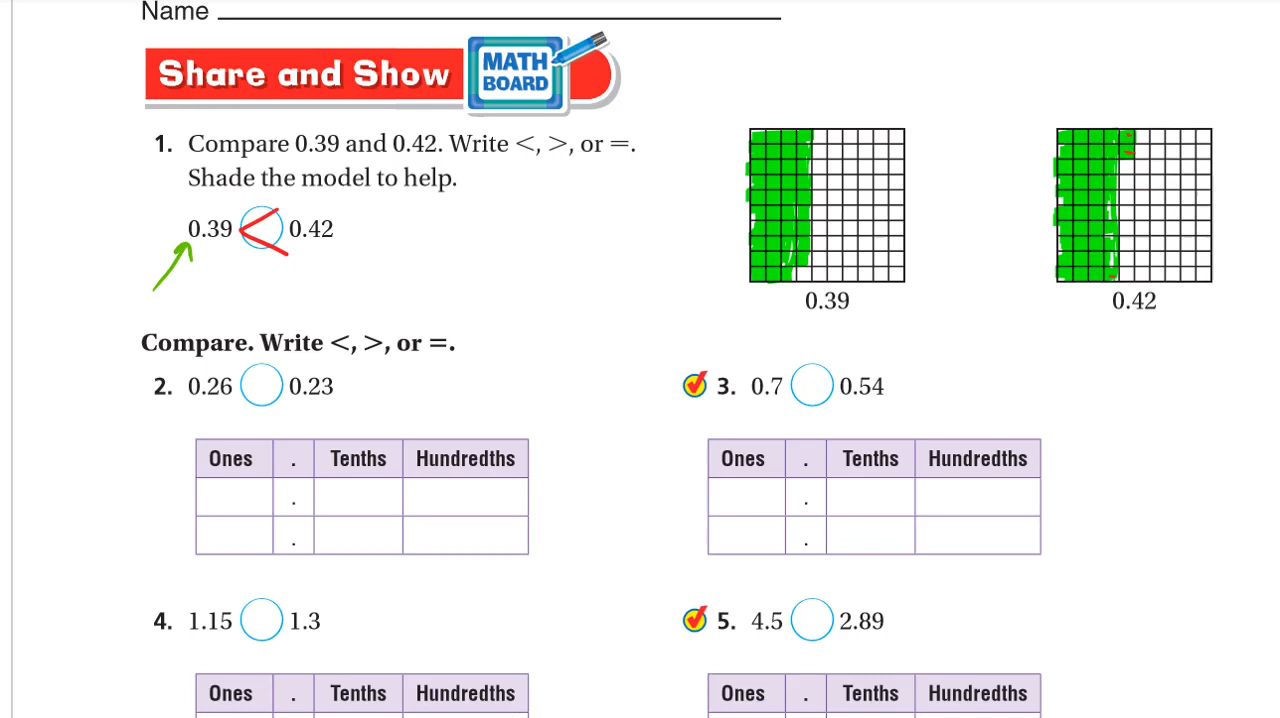 Name
Share and Show MATH BOARD
1. Compare 0.39 and 0.42. Write <, >, or =.
Shade the model to help.
0.39 < 0.42
0.39 0.42
Compare. Write <, >, or =.
2. 0.26 0.23 3. 0.7 0.54
Ones . Tenths Hundredths Ones . Tenths Hundredths
. .
. .
4. 1.15 1.3 5. 4.5 2.89
Ones . Tenths Hundredths Ones . Tenths Hundredths